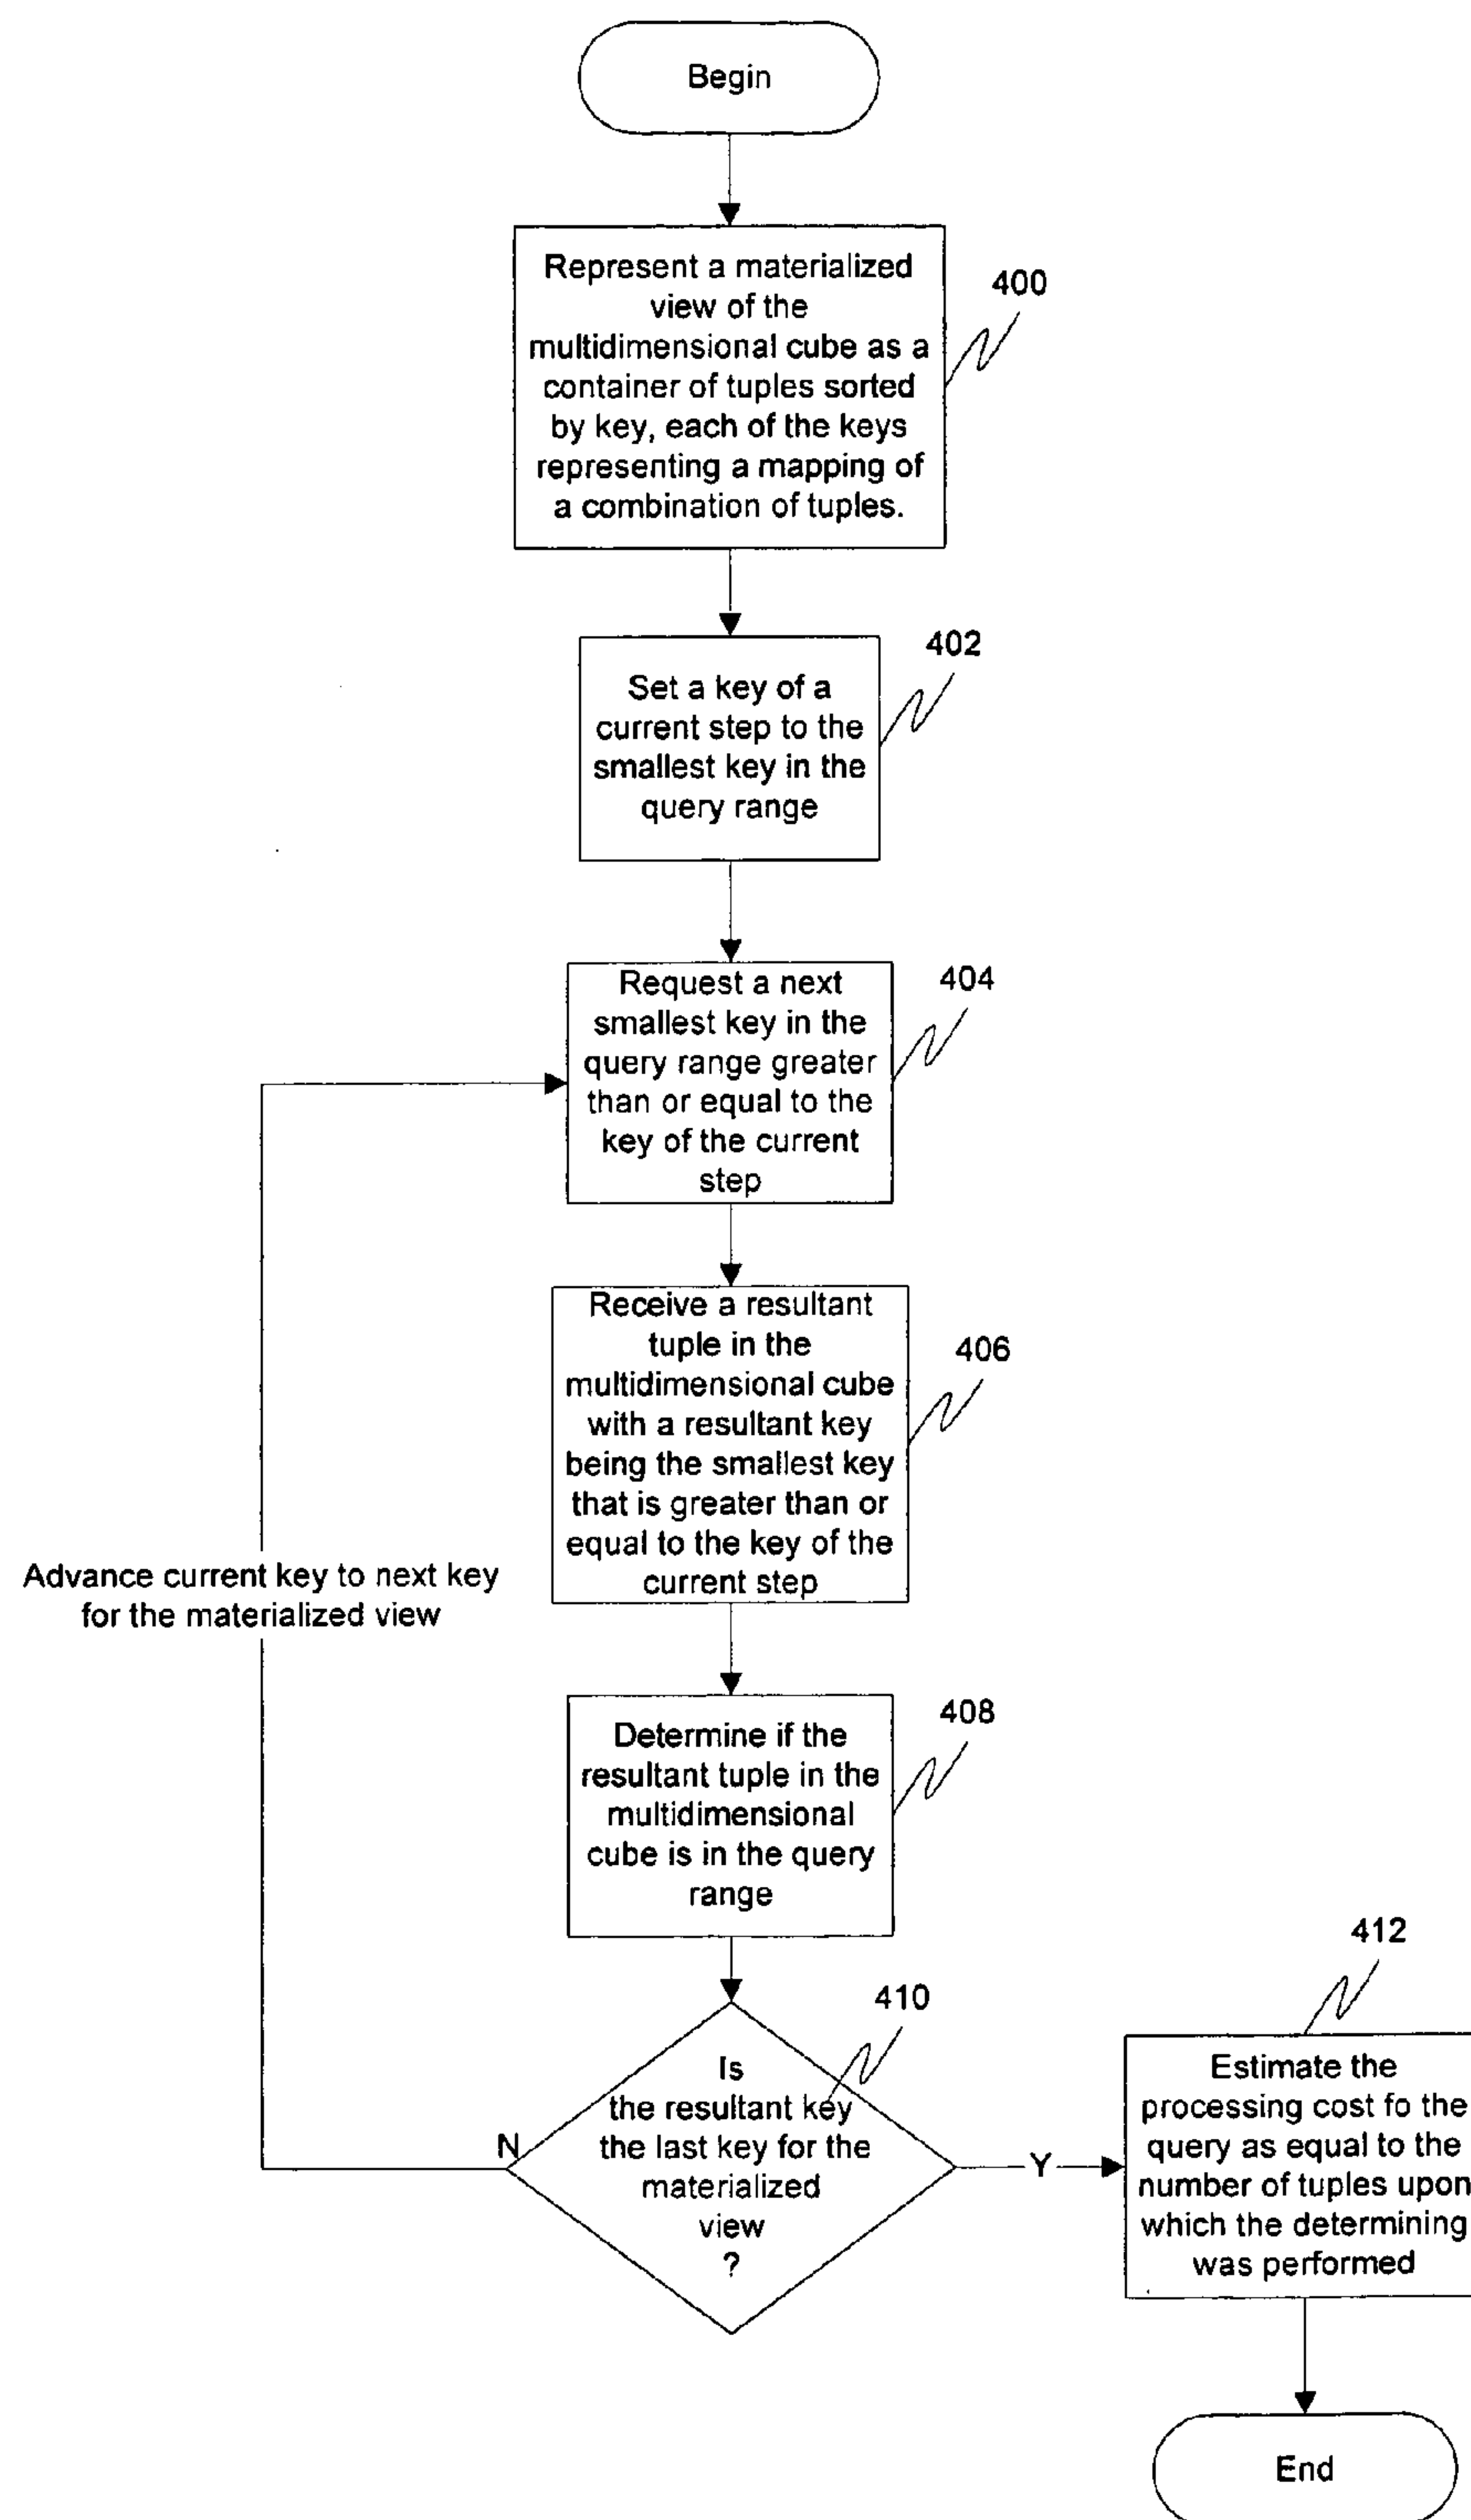 Begin
Represent a materialized
view of the
multidimensional cube as a
container of tuples sorted
by key, each of the keys
representing a mapping of
a combination of tuples.
400
Set a key of a
current step to the
smallest key in the
query range
402
Request a next
smallest key in the
query range greater
than or equal to the
key of the current
step
404
Receive a resultant
tuple in the
multidimensional cube
with a resultant key
being the smallest key
that is greater than or
equal to the key of the
current step
406
Advance current key to next key
for the materialized view
Determine if the
resultant tuple in the
multidimensional
cube is in the query
range
408
Is
the resultant key
the last key for the
materialized
view
?
410
N
Y
412
Estimate the
processing cost fo the
query as equal to the
number of tuples upon
which the determining
was performed
End